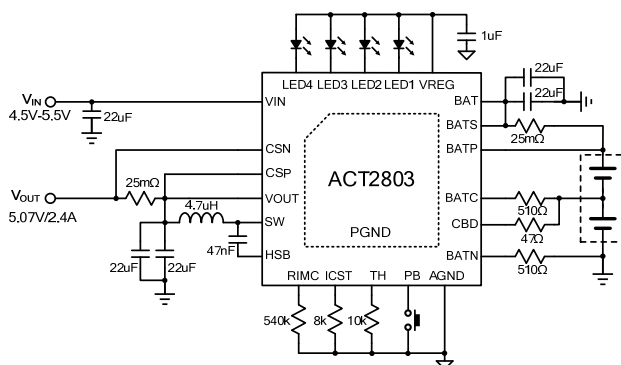 1uF
LED4 LED3 LED2 LED1 VREG
22uF
22uF
VIN
4.5V-5.5V
22uF
VIN
BAT
BATS
25mΩ
CSN
BATP
CSP
ACT2803
25mΩ
VOUT
5.07V/2.4A
VOUT
BATC
510Ω
4.7uH
SW
CBD
47Ω
PGND
47nF
HSB
BATN
510Ω
22uF
22uF
RIMC ICST TH PB AGND
540k
8k
10k